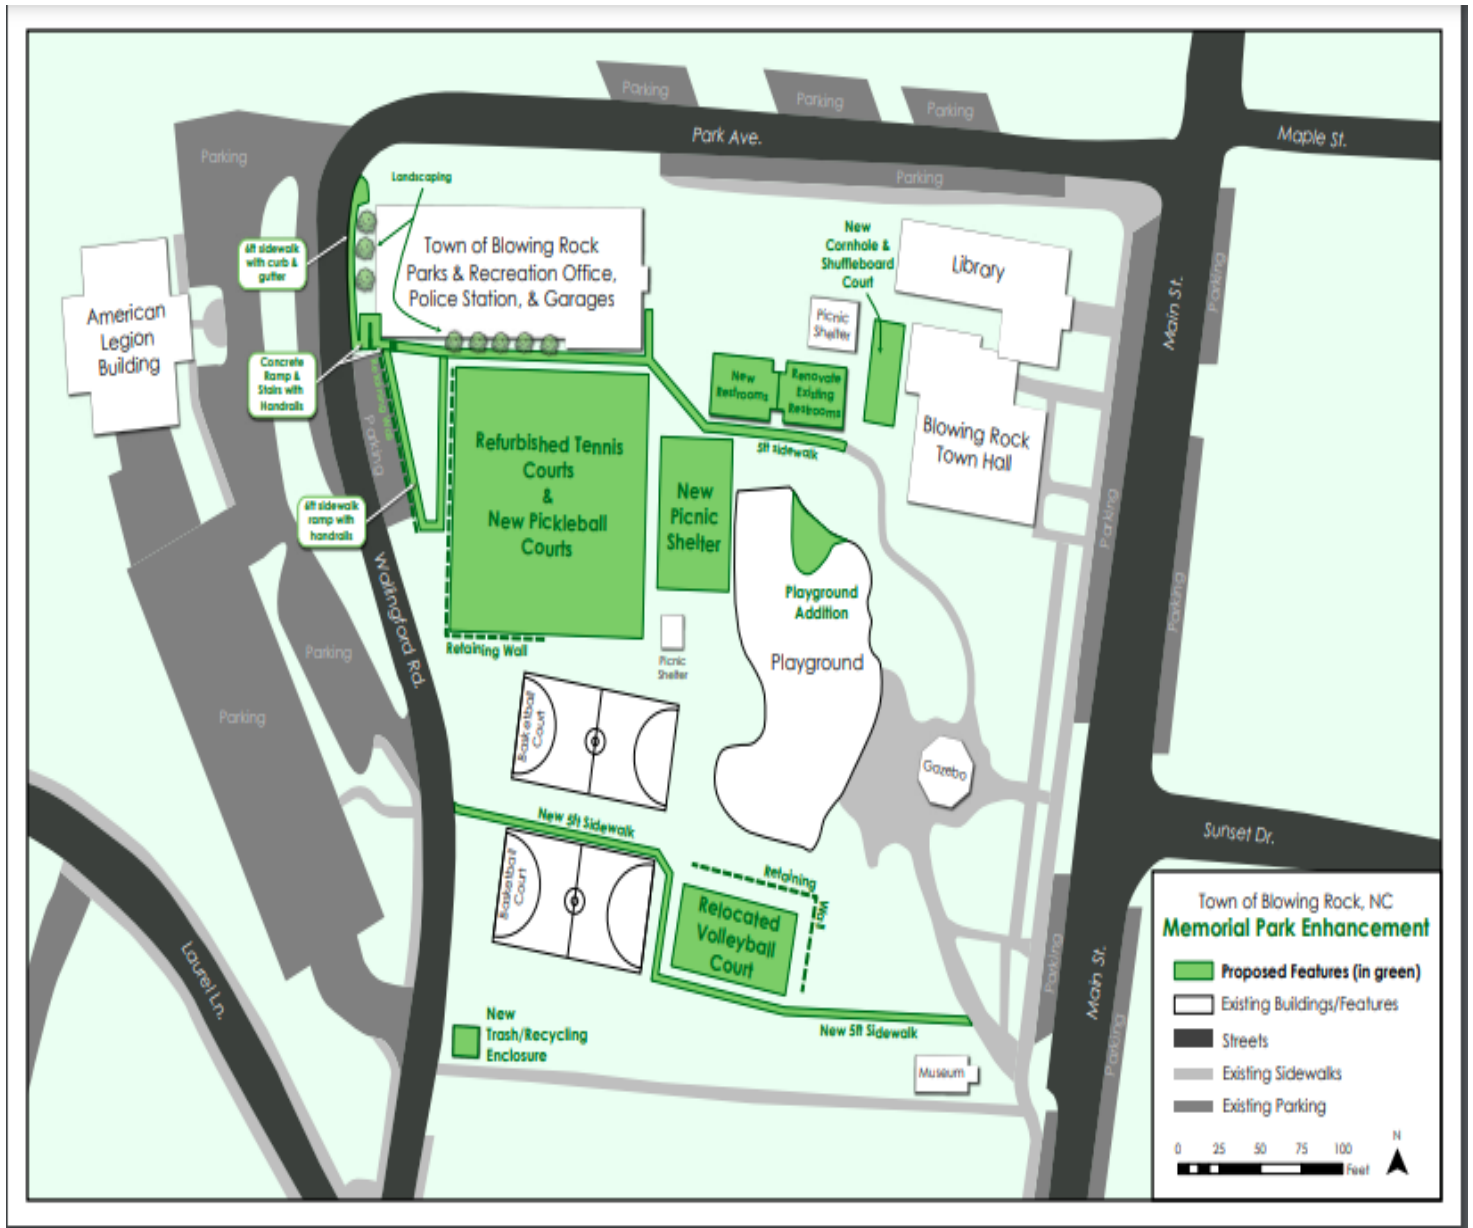 Parking
Parking
Parking
Maple St.
Park Ave.
Parking
Parking
Landscaping
6ft sidewalk
with curb &
gutter
Town of Blowing Rock
Parks & Recreation Office,
Police Station, & Garages
New
Cornhole &
Shuffleboard
Court
Library
Parking
Main St.
American
Legion
Building
Picnic
Shelter
Concrete
Ramp &
Stairs with
Handrails
Retaining Wall
Parking
New
Restrooms
Renovate
Existing
Restrooms
5ft sidewalk
Blowing Rock
Town Hall
Refurbished Tennis
Courts
&
New Pickleball
Courts
New
Picnic
Shelter
6ft sidewalk
ramp with
handrails
Parking
Parking
Wallingford Rd.
Playground
Addition
Playground
Retaining Wall
Picnic
Shelter
Parking
Parking
Basketball
Court
Gazebo
New 5ft Sidewalk
Sunset Dr.
Basketball
Court
Retaining
Wall
Relocated
Volleyball
Court
Laurel Ln.
Parking
Main St.
Parking
New
Trash/Recycling
Enclosure
New 5ft Sidewalk
Museum
Town of Blowing Rock, NC
Memorial Park Enhancement
Proposed Features (in green)
Existing Buildings/Features
Streets
Existing Sidewalks
Existing Parking
0 25 50 75 100
Feet
N